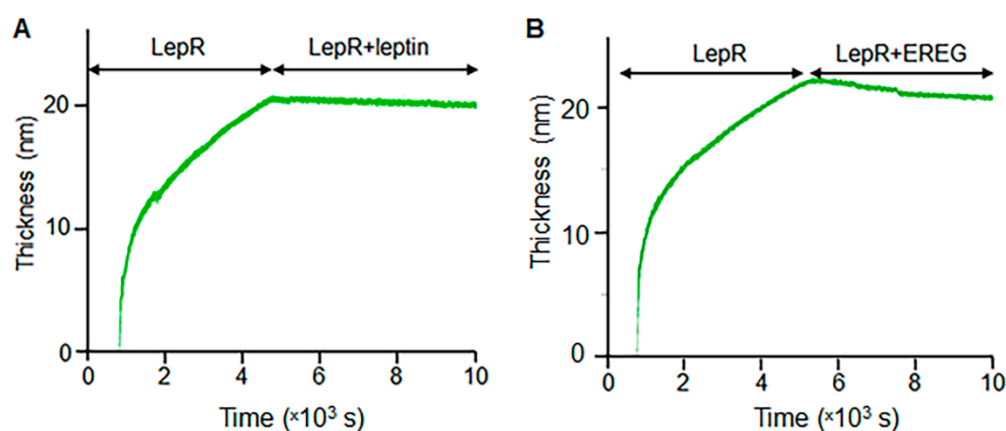 A
LepR
LepR+leptin
20
10
0
Thickness (nm)
0 2 4 6 8 10
Time (×10³ s)
B
LepR
LepR+EREG
20
10
0
Thickness (nm)
0 2 4 6 8 10
Time (×10³ s)